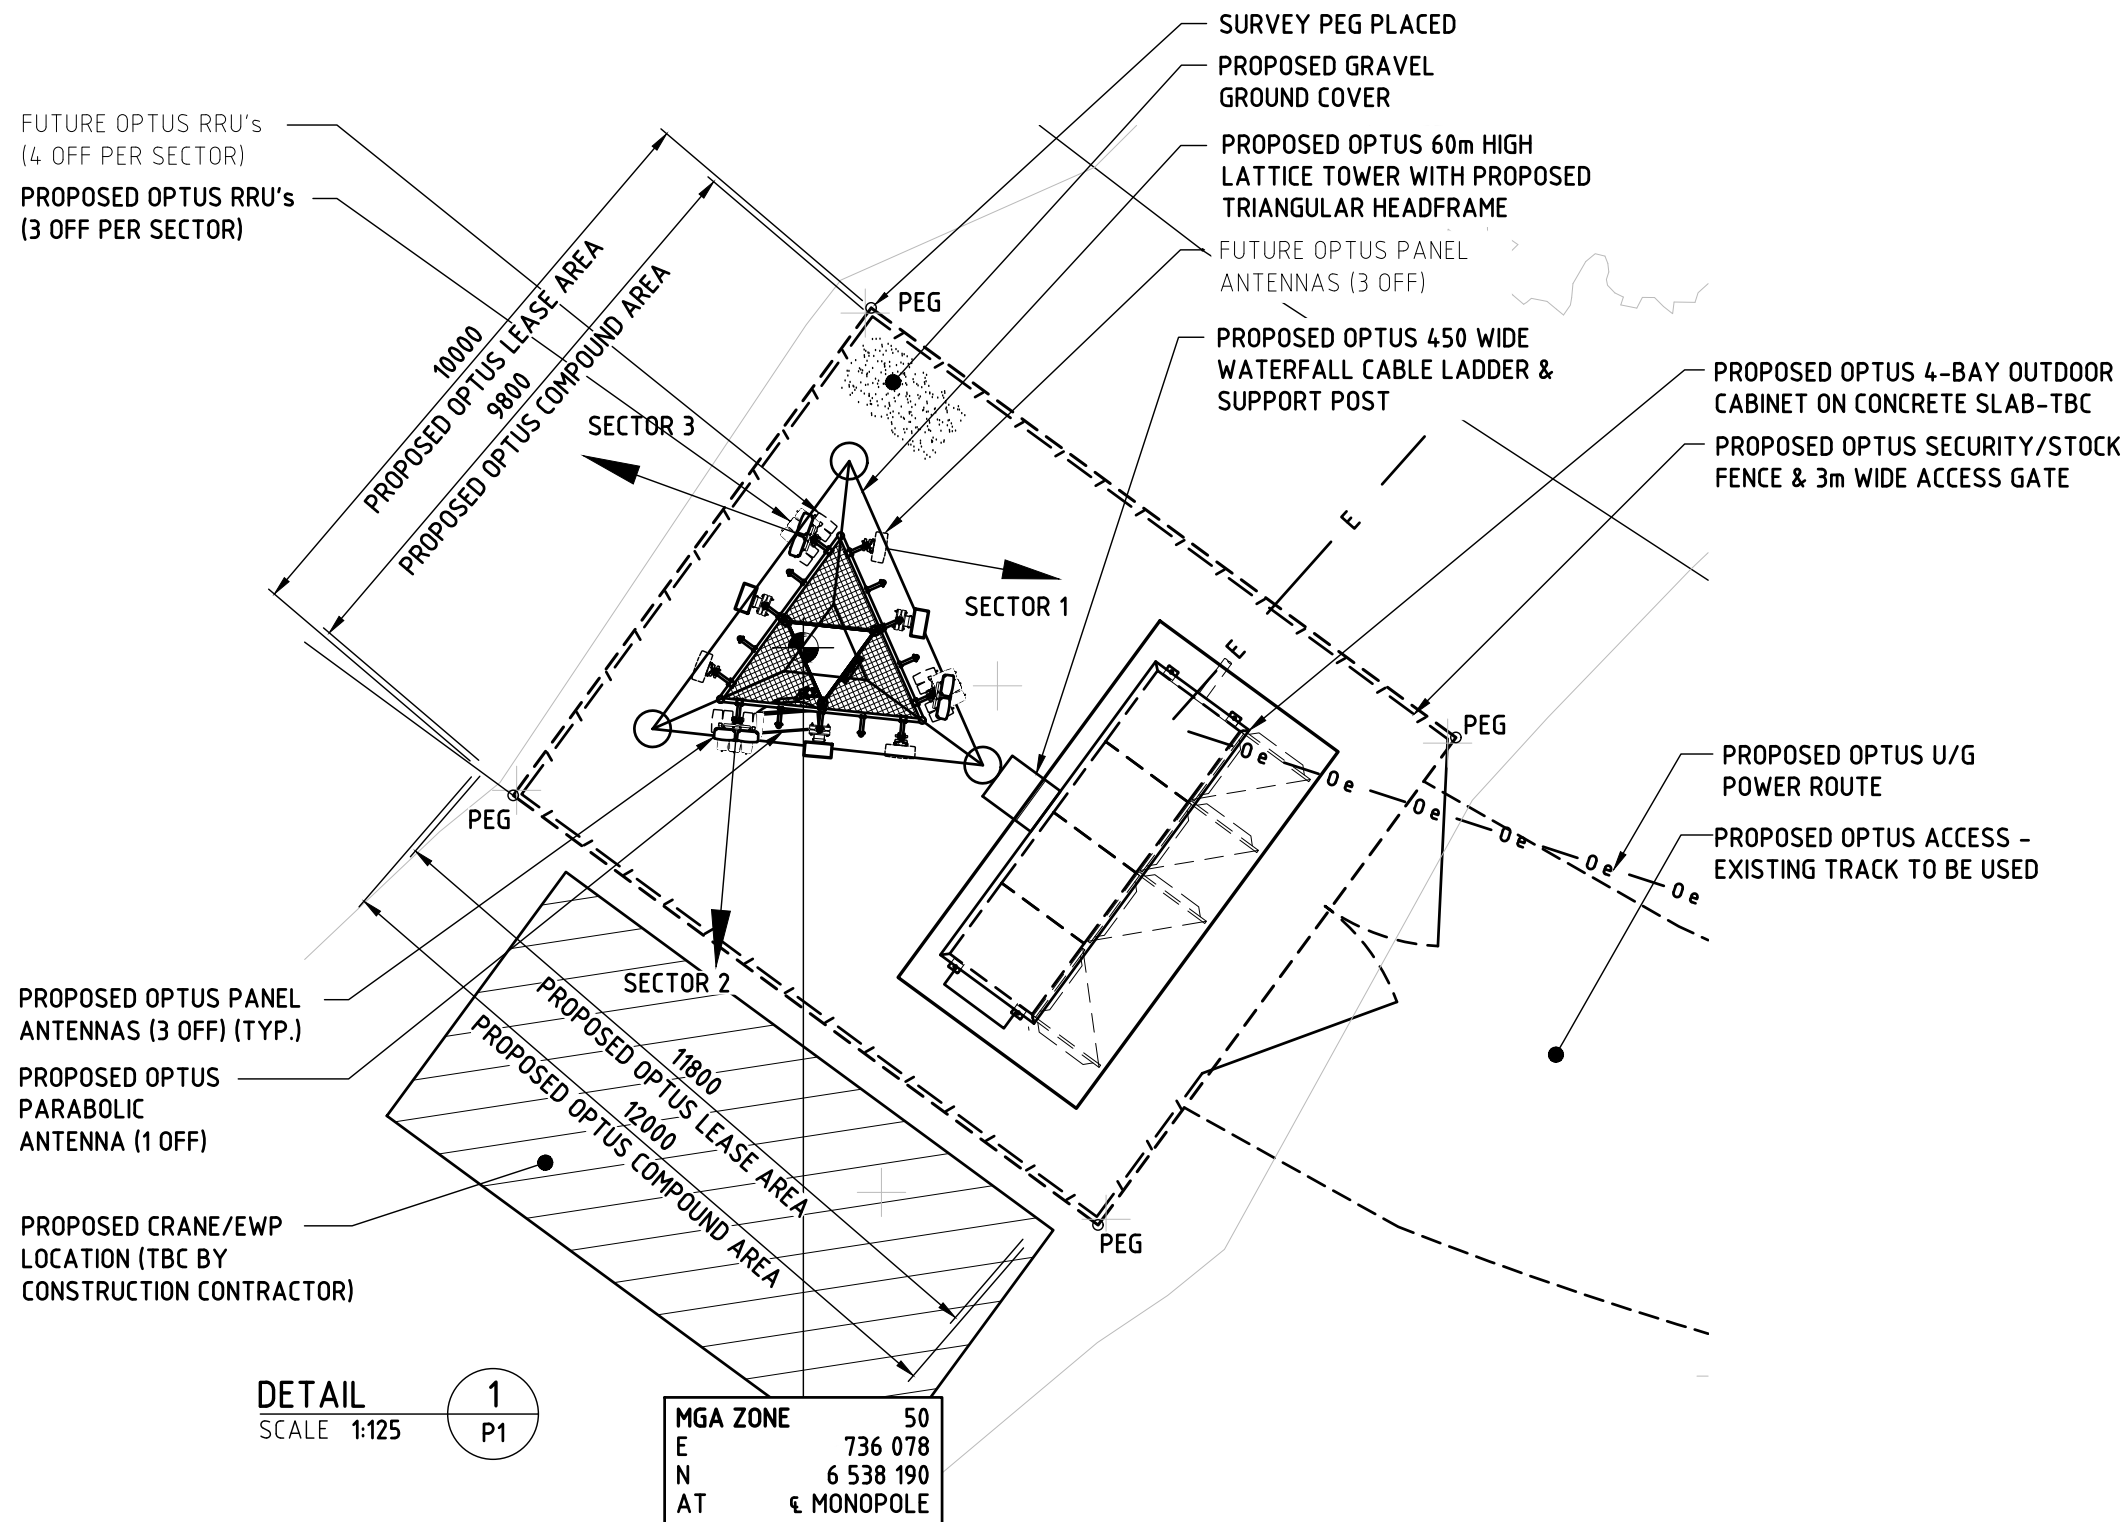 SURVEY PEG PLACED
PROPOSED GRAVEL
GROUND COVER
FUTURE OPTUS RRU's
(4 OFF PER SECTOR)
PROPOSED OPTUS RRU's
(3 OFF PER SECTOR)
PROPOSED OPTUS 60m HIGH
LATTICE TOWER WITH PROPOSED
TRIANGULAR HEADFRAME
FUTURE OPTUS PANEL
ANTENNAS (3 OFF)
PROPOSED OPTUS 450 WIDE
WATERFALL CABLE LADDER &
SUPPORT POST
PROPOSED OPTUS 4-BAY OUTDOOR
CABINET ON CONCRETE SLAB-TBC
PROPOSED OPTUS SECURITY/STOCK
FENCE & 3m WIDE ACCESS GATE
10000
PROPOSED OPTUS LEASE AREA
9800
PROPOSED OPTUS COMPOUND AREA
PEG
SECTOR 3
SECTOR 1
E
E
PEG
PEG
O e
O e
O e
O e
O e
O e
PROPOSED OPTUS U/G
POWER ROUTE
PROPOSED OPTUS ACCESS -
EXISTING TRACK TO BE USED
SECTOR 2
PROPOSED OPTUS PANEL
ANTENNAS (3 OFF) (TYP.)
PROPOSED OPTUS
PARABOLIC
ANTENNA (1 OFF)
11800
PROPOSED OPTUS LEASE AREA
12000
PROPOSED OPTUS COMPOUND AREA
PROPOSED CRANE/EWP
LOCATION (TBC BY
CONSTRUCTION CONTRACTOR)
PEG
DETAIL
SCALE 1:125
1
P1
MGA ZONE 50
E 736 078
N 6 538 190
AT ℄ MONOPOLE